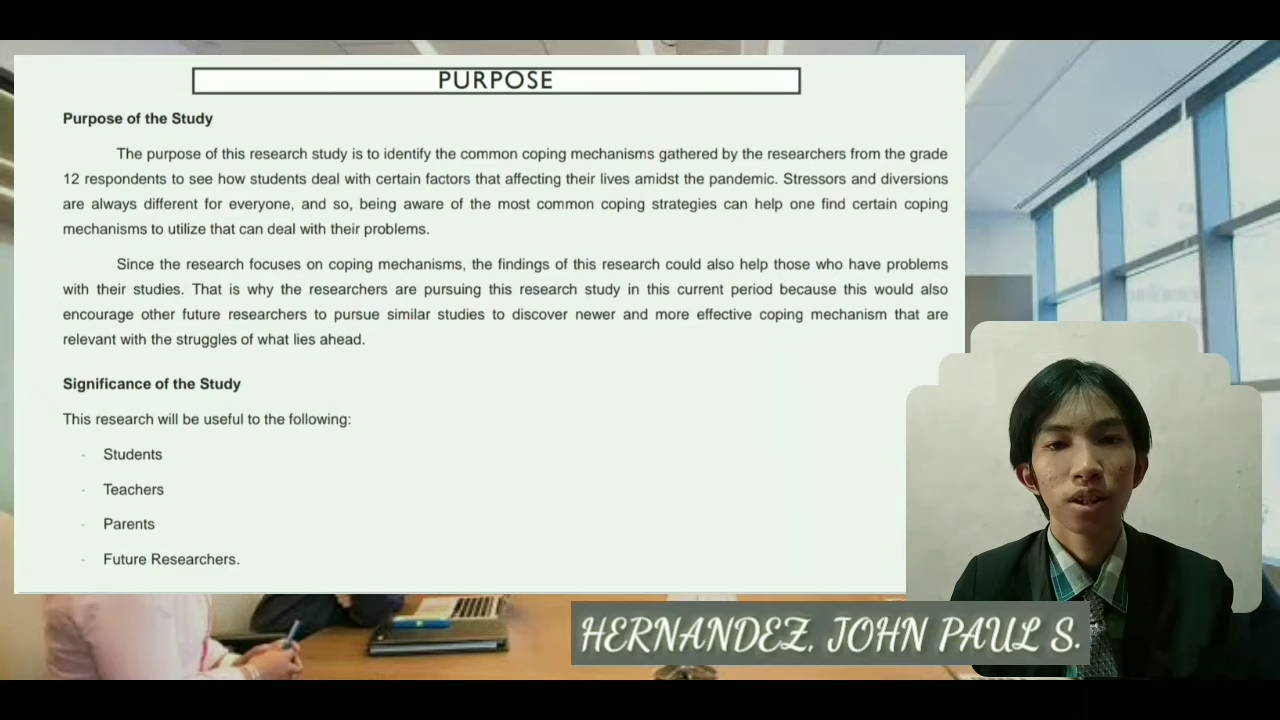 PURPOSE
Purpose of the Study
The purpose of this research study is to identify the common coping mechanisms gathered by the researchers from the grade
12 respondents to see how students deal with certain factors that affecting their lives amidst the pandemic. Stressors and diversions
are always different for everyone, and so, being aware of the most common coping strategies can help one find certain coping
mechanisms to utilize that can deal with their problems.
Since the research focuses on coping mechanisms, the findings of this research could also help those who have problems
with their studies. That is why the researchers are pursuing this research study in this current period because this would also
encourage other future researchers to pursue similar studies to discover newer and more effective coping mechanism that are
relevant with the struggles of what lies ahead.
Significance of the Study
This research will be useful to the following:
- Students
- Teachers
- Parents
- Future Researchers.
HERNANDEZ, JOHN PAUL S.